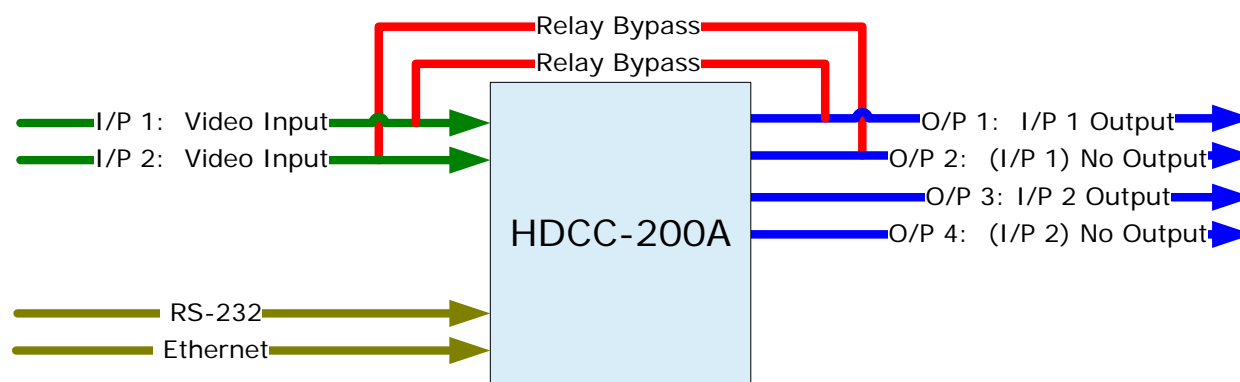 Relay Bypass
Relay Bypass
I/P 1: Video Input
I/P 2: Video Input
HDCC-200A
O/P 1: I/P 1 Output
O/P 2: (I/P 1) No Output
O/P 3: I/P 2 Output
O/P 4: (I/P 2) No Output
RS-232
Ethernet